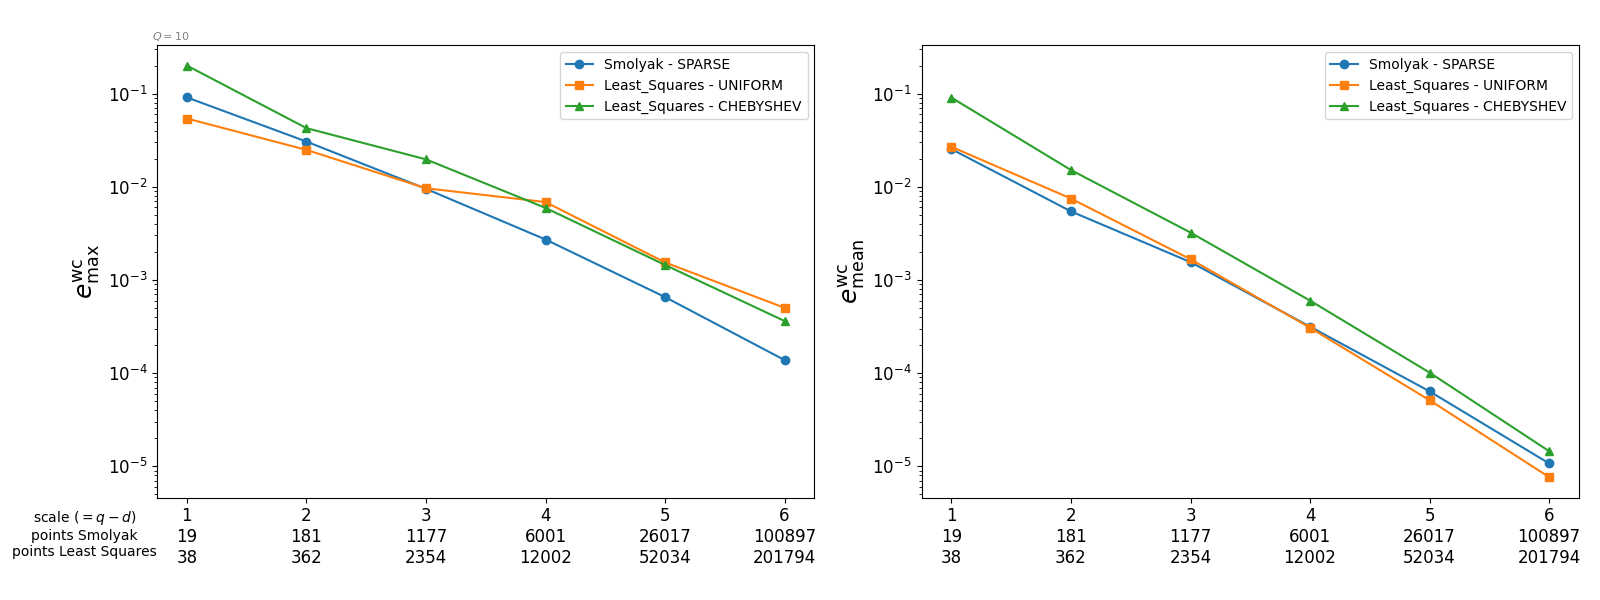 Q = 10
Smolyak - SPARSE
Least_Squares - UNIFORM
Least_Squares - CHEBYSHEV
10⁻¹
10⁻²
10⁻³
10⁻⁴
10⁻⁵
e^wc_max
scale (= q − d) 1 2 3 4 5 6
points Smolyak 19 181 1177 6001 26017 100897
points Least Squares 38 362 2354 12002 52034 201794
Smolyak - SPARSE
Least_Squares - UNIFORM
Least_Squares - CHEBYSHEV
10⁻¹
10⁻²
10⁻³
10⁻⁴
10⁻⁵
e^wc_mean
1 2 3 4 5 6
19 181 1177 6001 26017 100897
38 362 2354 12002 52034 201794